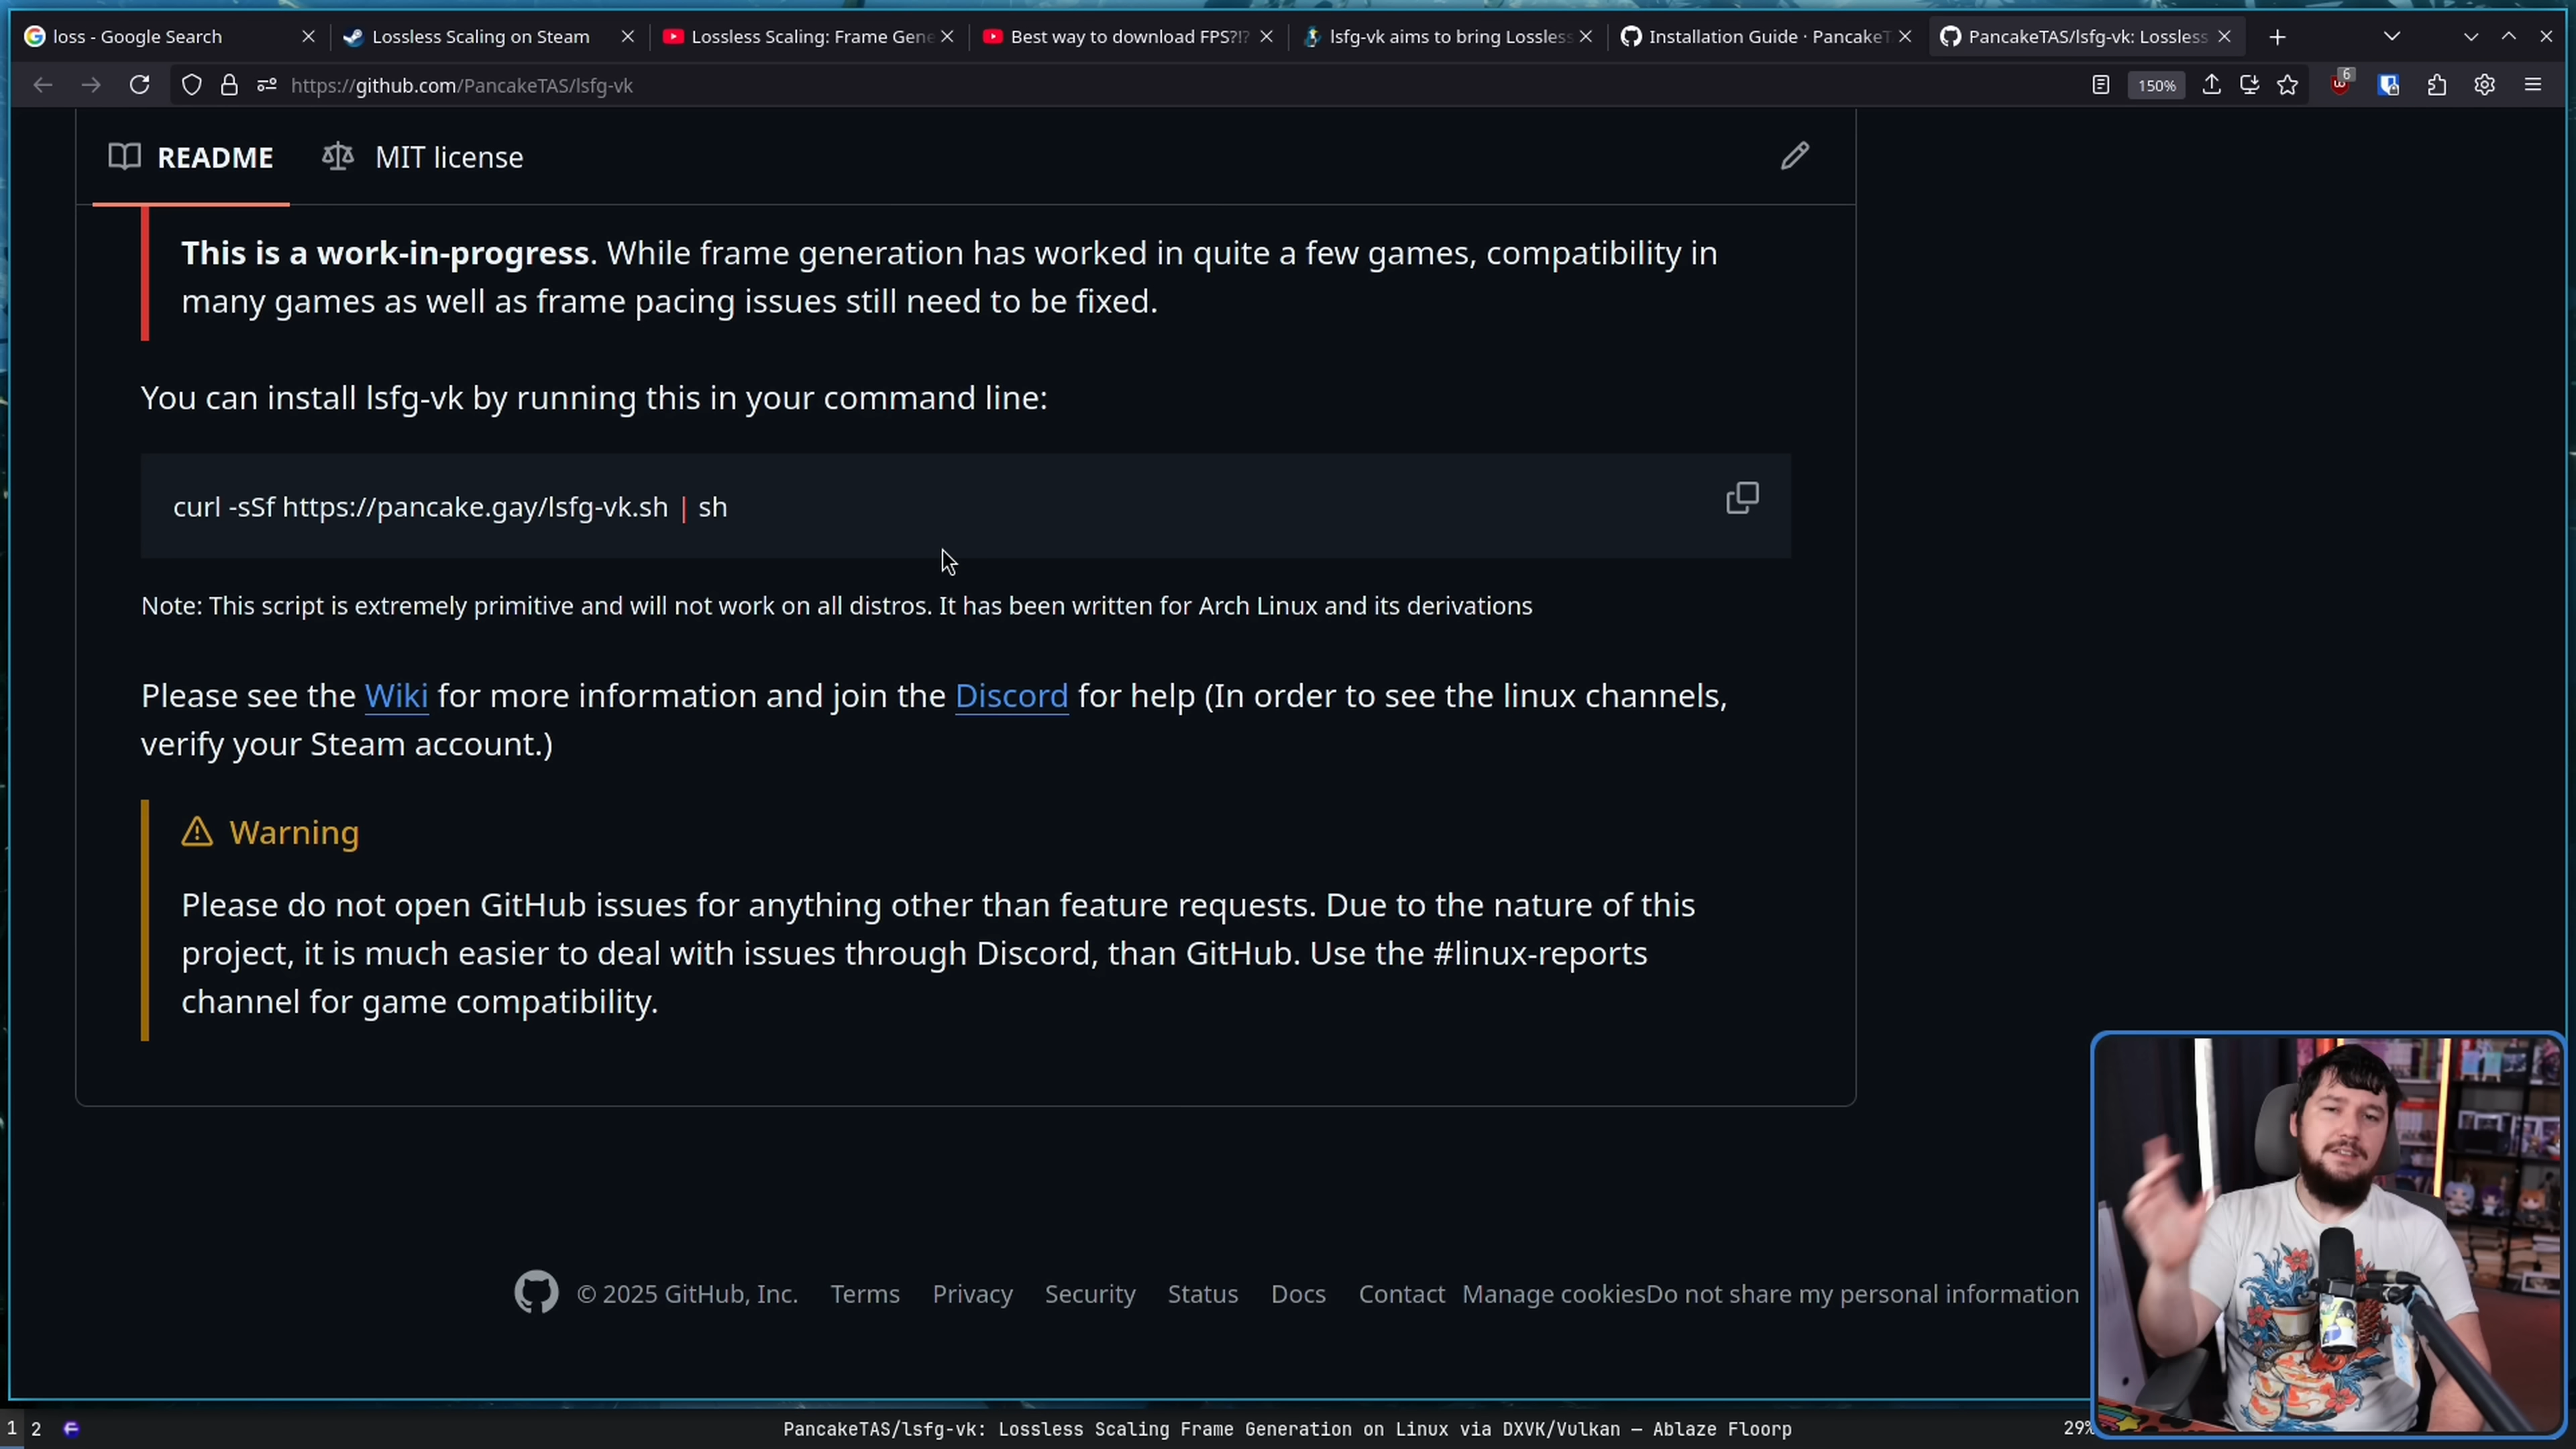 loss - Google Search
Lossless Scaling on Steam
Lossless Scaling: Frame Gene
Best way to download FPS?!?
lsfg-vk aims to bring Lossless
Installation Guide · PancakeT
PancakeTAS/lsfg-vk: Lossless
https://github.com/PancakeTAS/lsfg-vk
150%
6
README
MIT license
This is a work-in-progress. While frame generation has worked in quite a few games, compatibility in
many games as well as frame pacing issues still need to be fixed.
You can install lsfg-vk by running this in your command line:
curl -sSf https://pancake.gay/lsfg-vk.sh | sh
Note: This script is extremely primitive and will not work on all distros. It has been written for Arch Linux and its derivations
Please see the Wiki for more information and join the Discord for help (In order to see the linux channels,
verify your Steam account.)
Warning
Please do not open GitHub issues for anything other than feature requests. Due to the nature of this
project, it is much easier to deal with issues through Discord, than GitHub. Use the #linux-reports
channel for game compatibility.
© 2025 GitHub, Inc. Terms Privacy Security Status Docs Contact Manage cookies Do not share my personal information
1 2
PancakeTAS/lsfg-vk: Lossless Scaling Frame Generation on Linux via DXVK/Vulkan — Ablaze Floorp
29%